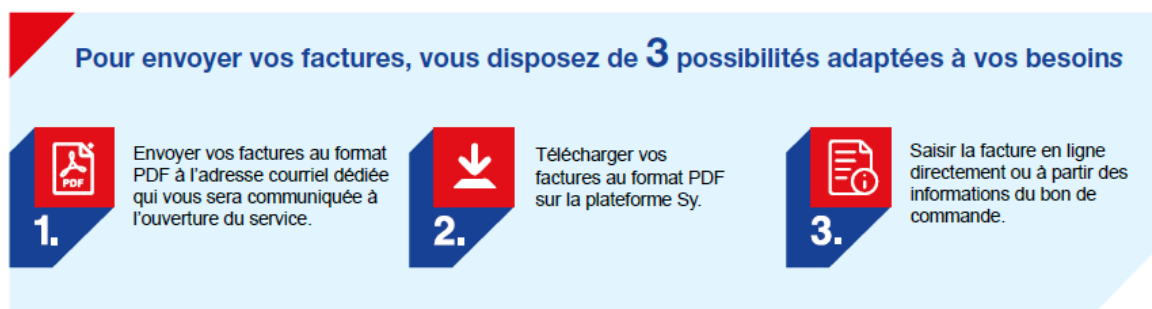 Pour envoyer vos factures, vous disposez de 3 possibilités adaptées à vos besoins
PDF
1.
Envoyer vos factures au format
PDF à l'adresse courriel dédiée
qui vous sera communiquée à
l'ouverture du service.
2.
Télécharger vos
factures au format PDF
sur la plateforme Sy.
3.
Saisir la facture en ligne
directement ou à partir des
informations du bon de
commande.